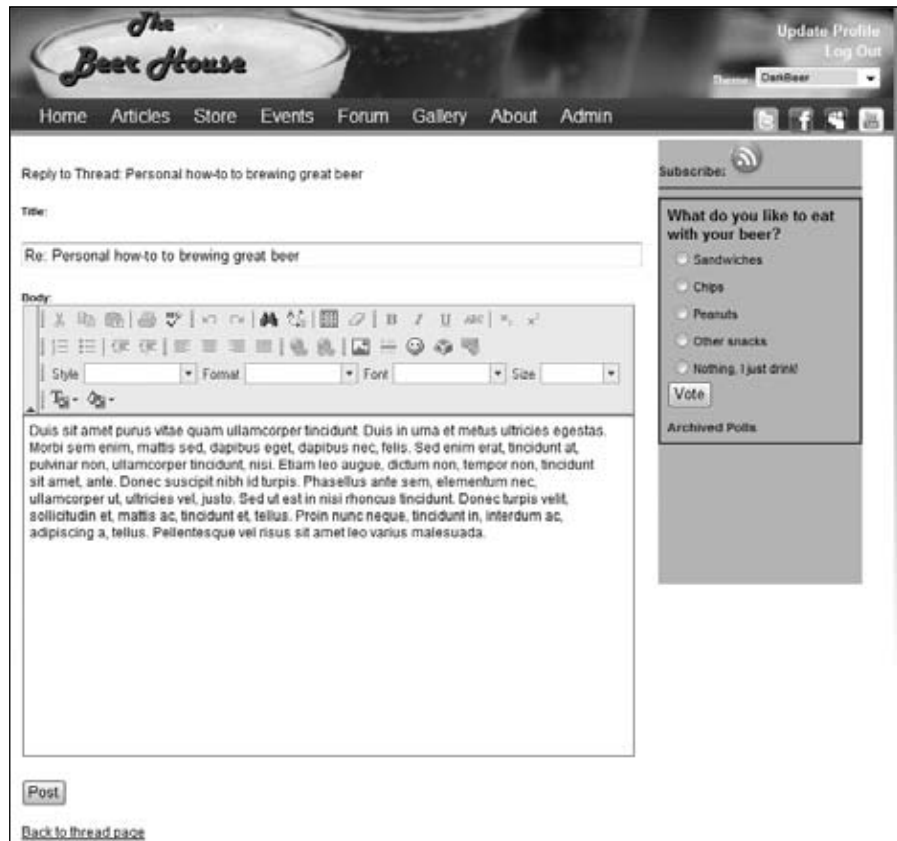 The
Beer House
Update Profile
Log Out
Theme: DarkBeer
Home Articles Store Events Forum Gallery About Admin
Reply to Thread: Personal how-to to brewing great beer
Title:
Re: Personal how-to to brewing great beer
Body:
Style Format Font Size
Duis sit amet purus vitae quam ullamcorper tincidunt. Duis in urna et metus ultricies egestas.
Morbi sem enim, mattis sed, dapibus eget, dapibus nec, felis. Sed enim erat, tincidunt at,
pulvinar non, ullamcorper tincidunt, nisi. Etiam leo augue, dictum non, tempor non, tincidunt
sit amet, ante. Donec suscipit nibh id turpis. Phasellus ante sem, elementum nec,
ullamcorper ut, ultricies vel, justo. Sed ut est in nisi rhoncus tincidunt. Donec turpis velit,
sollicitudin et, mattis ac, tincidunt et, tellus. Proin nunc neque, tincidunt in, interdum ac,
adipiscing a, tellus. Pellentesque vel risus sit amet leo varius malesuada.
Post
Back to thread page
Subscribe:
What do you like to eat
with your beer?
Sandwiches
Chips
Peanuts
Other snacks
Nothing, I just drink!
Vote
Archived Polls